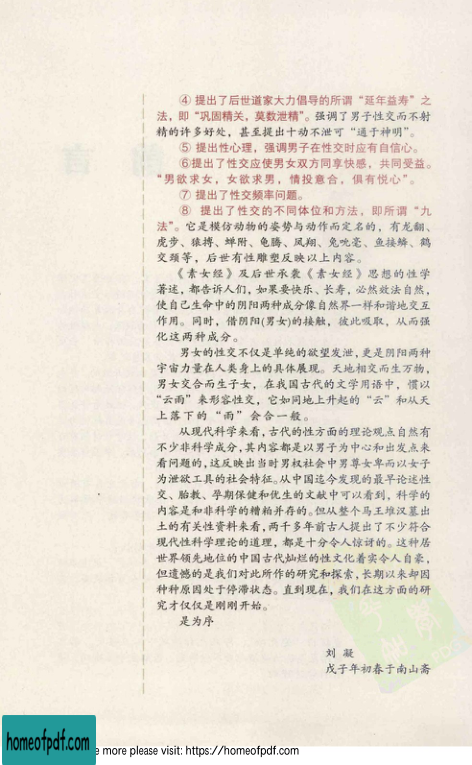 ④ 提出了后世道家大力倡导的所谓“延年益寿”之
法，即“巩固精关，莫数泄精”。强调了男子性交而不射
精的许多好处，甚至提出十动不泄可“通于神明”。
⑤ 提出性心理，强调男子在性交时应有自信心。
⑥提出了性交应使男女双方同享快感，共同受益。
“男欲求女，女欲求男，情投意合，俱有悦心”。
⑦ 提出了性交频率问题。
⑧ 提出了性交的不同体位和方法，即所谓“九
法”。它是模仿动物的姿势与动作而定名的，有龙翻、
虎步、猿搏、蝉附、龟腾、凤翔、兔吮毫、鱼接鳞、鹤
交颈等，后世有性雕塑反映以上内容。
《素女经》及后世承袭《素女经》思想的性学
著述，都告诉人们，如果要快乐、长寿，必然效法自然，
使自己生命中的阴阳两种成分像自然界一样和谐地交互
作用。同时，借阴阳(男女)的接触，彼此吸取，从而强
化这两种成分。
男女的性交不仅是单纯的欲望发泄，更是阴阳两种
宇宙力量在人类身上的具体展现。天地相交而生万物，
男女交合而生子女，在我国古代的文学用语中，惯以
“云雨”来形容性交，它如同地上升起的“云”和从天
上落下的“雨”会合一般。
从现代科学来看，古代的性方面的理论观点自然有
不少非科学成分，其内容都是以男子为中心和出发点来
看问题的，这反映出当时男权社会中男尊女卑而以女子
为泄欲工具的社会特征。从中国迄今发现的最早论述性
交、胎教、孕期保健和优生的文献中可以看到，科学的
内容是和非科学的糟粕并存的。但从整个马王堆汉墓出
土的有关性资料来看，两千多年前古人提出了不少符合
现代性科学理论的道理，都是十分令人惊讶的。这种居
世界领先地位的中国古代灿烂的性文化着实令人自豪，
但遗憾的是我们对此所作的研究和探索，长期以来却因
种种原因处于停滞状态。直到现在，我们在这方面的研
究才仅仅是刚刚开始。
是为序
刘 凝
戊子年初春于南山斋
homeofpdf.com
e more please visit: https://homeofpdf.com